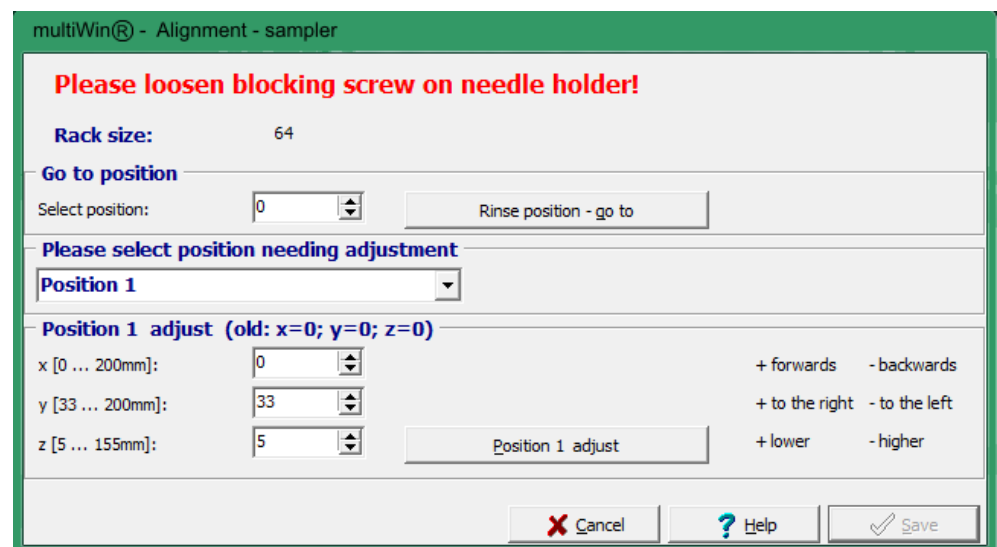 multiWin® - Alignment - sampler
Please loosen blocking screw on needle holder!
Rack size: 64
Go to position
Select position: 0 Rinse position - go to
Please select position needing adjustment
Position 1
Position 1 adjust (old: x=0; y=0; z=0)
x [0 ... 200mm]: 0 + forwards - backwards
y [33 ... 200mm]: 33 + to the right - to the left
z [5 ... 155mm]: 5 Position 1 adjust + lower - higher
Cancel Help Save